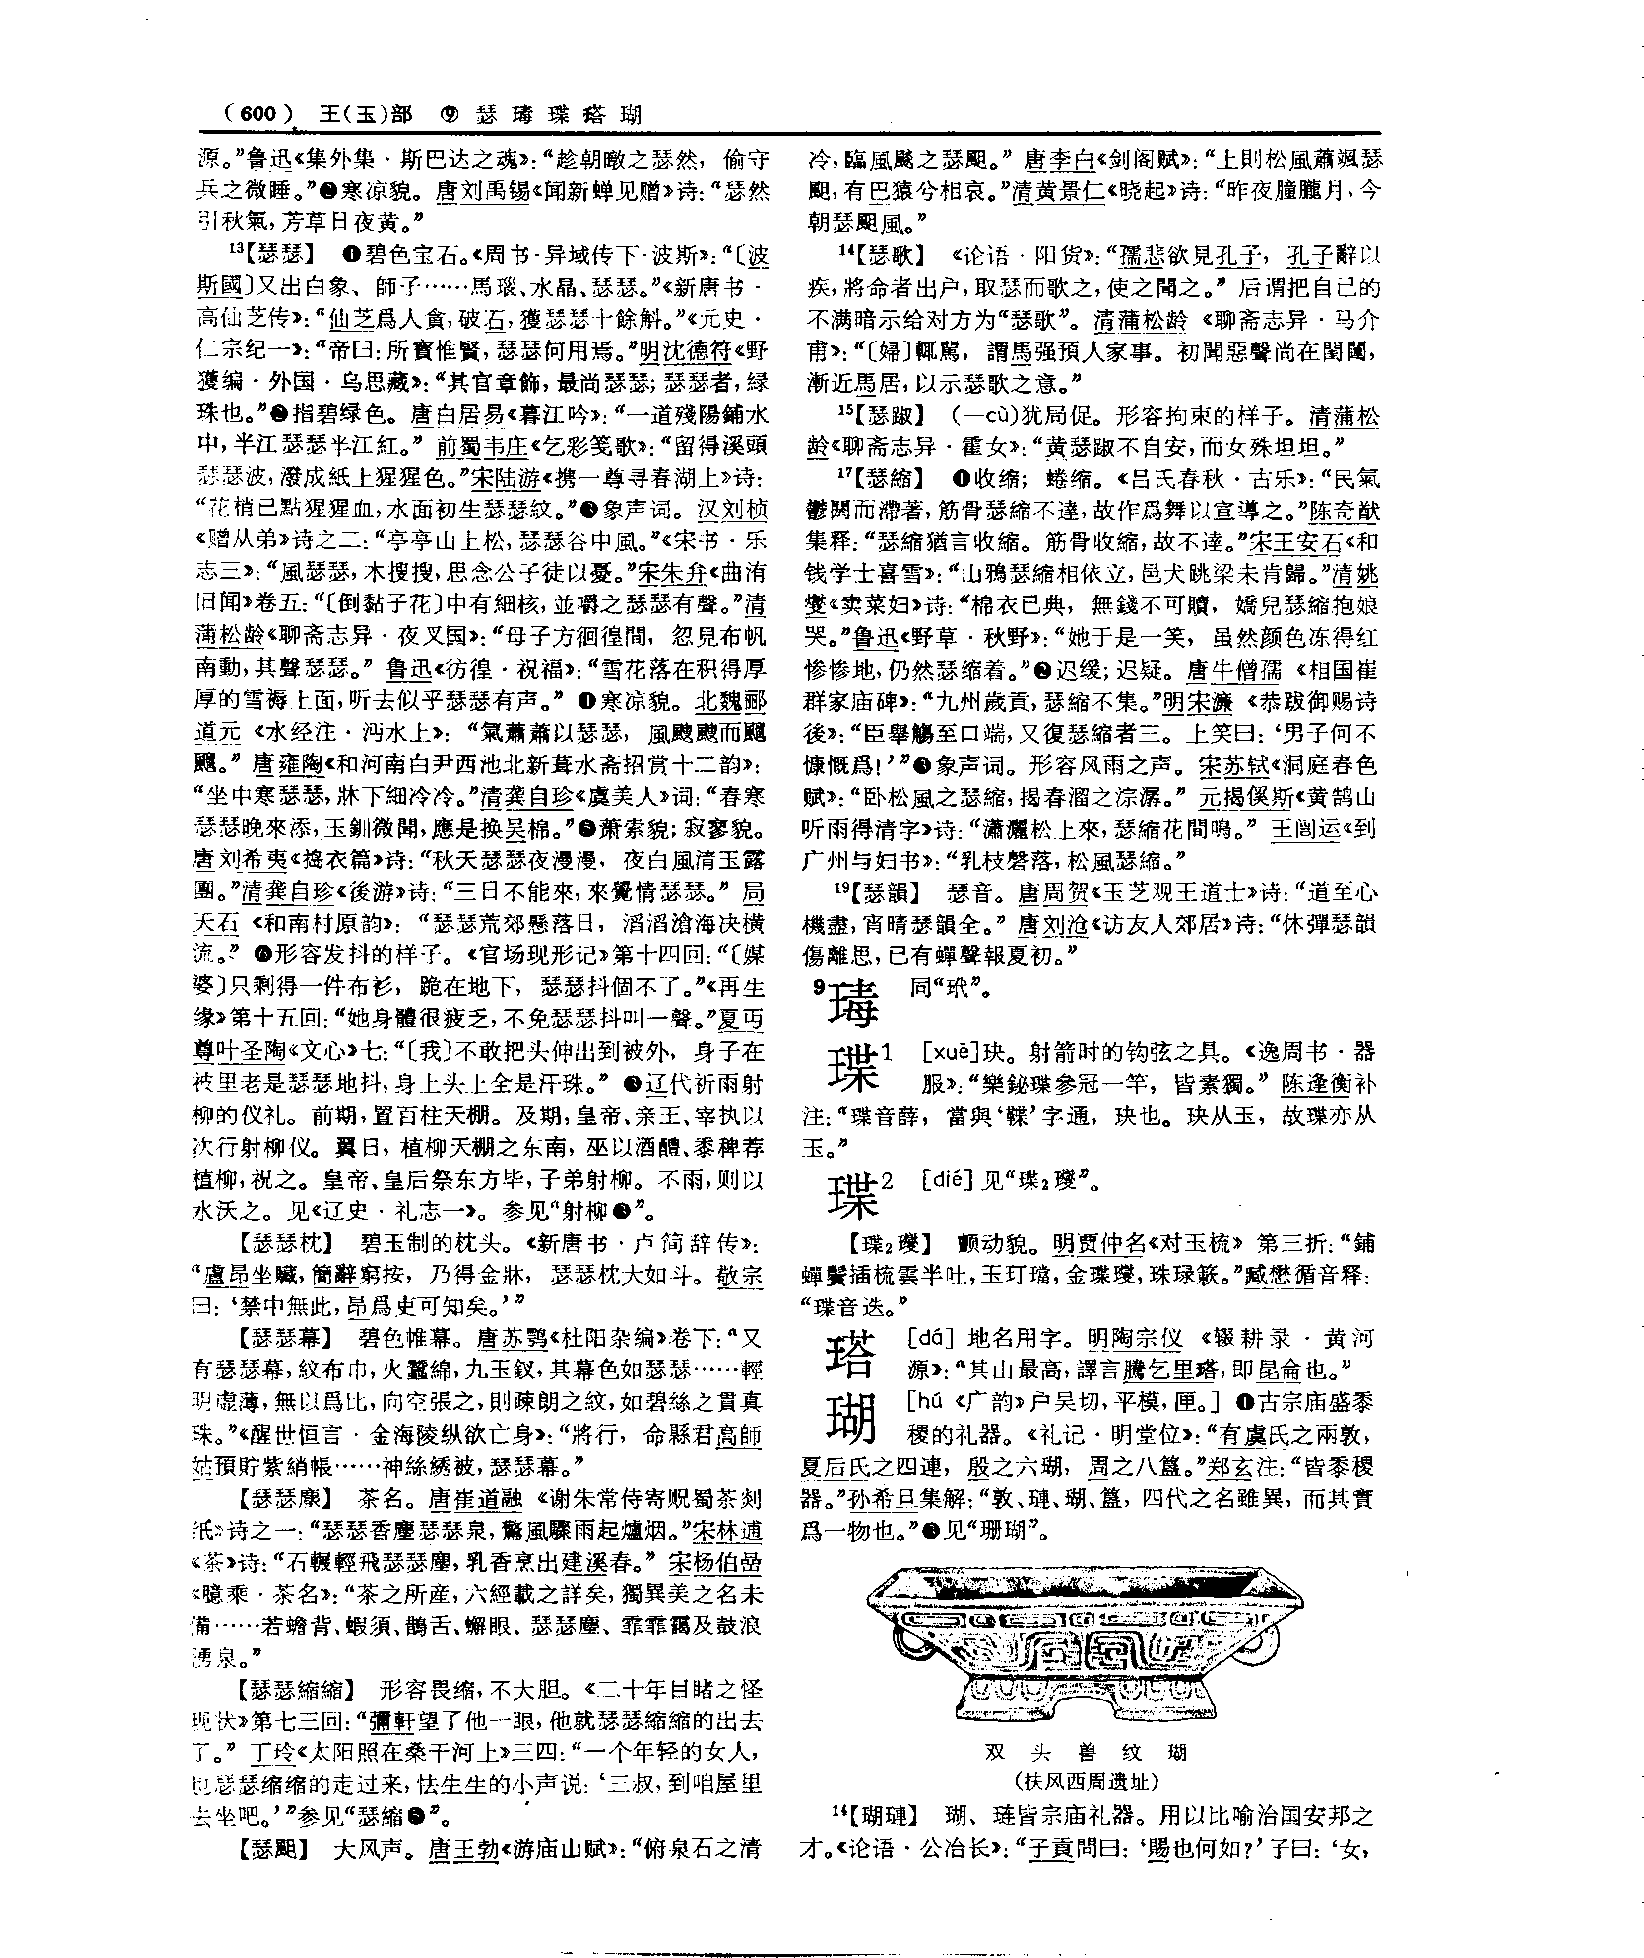 （600） 王(玉)部 ⑨ 瑟 瑇 瑈 瑹 瑚
源。”鲁迅《集外集·斯巴达之魂》：“趁朝暾之瑟然，偷守
兵之微睡。”❷寒凉貌。唐刘禹锡《闻新蝉见赠》诗：“瑟然
引秋氣，芳草日夜黄。”
13【瑟瑟】 ❶碧色宝石。《周书·异域传下·波斯》：“〔波
斯國〕又出白象、師子……馬瑙、水晶、瑟瑟。”《新唐书·
高仙芝传》：“仙芝爲人貪，破石，獲瑟瑟十餘斛。”《元史·
仁宗纪一》：“帝曰：所寳惟賢，瑟瑟何用焉。”明沈德符《野
獲编·外国·乌思藏》：“其官章飾，最尚瑟瑟；瑟瑟者，緑
珠也。”❷指碧绿色。唐白居易《暮江吟》：“一道殘陽鋪水
中，半江瑟瑟半江紅。” 前蜀韦庄《乞彩笺歌》：“留得溪頭
瑟瑟波，潑成紙上猩猩色。”宋陆游《携一尊寻春湖上》诗：
“花梢已點猩猩血，水面初生瑟瑟紋。”❸象声词。汉刘桢
《赠从弟》诗之二：“亭亭山上松，瑟瑟谷中風。”《宋书·乐
志三》：“風瑟瑟，木搜搜，思念公子徒以憂。”宋朱弁《曲洧
旧闻》卷五：“〔倒黏子花〕中有細核，並嚼之瑟瑟有聲。”清
蒲松龄《聊斋志异·夜叉国》：“母子方徊徨間，忽見布帆
南動，其聲瑟瑟。” 鲁迅《彷徨·祝福》：“雪花落在积得厚
厚的雪褥上面，听去似乎瑟瑟有声。” ❹寒凉貌。北魏郦
道元《水经注·沔水上》：“氣蕭蕭以瑟瑟，風颼颼而飀
飀。” 唐雍陶《和河南白尹西池北新葺水斋招赏十二韵》：
“坐中寒瑟瑟，牀下細泠泠。”清龚自珍《虞美人》词：“春寒
瑟瑟晚來添，玉釧微聞，應是换吴棉。”❺萧索貌；寂寥貌。
唐刘希夷《捣衣篇》诗：“秋天瑟瑟夜漫漫，夜白風清玉露
團。”清龚自珍《後游》诗：“三日不能來，來覺情瑟瑟。” 局
天石《和南村原韵》：“瑟瑟荒郊懸落日，滔滔滄海决横
流。” ❻形容发抖的样子。《官场现形记》第十四回：“〔媒
婆〕只剩得一件布衫，跪在地下，瑟瑟抖個不了。”《再生
缘》第十五回：“她身體很疲乏，不免瑟瑟抖叫一聲。”夏丏
尊叶圣陶《文心》七：“〔我〕不敢把头伸出到被外，身子在
被里老是瑟瑟地抖，身上头上全是汗珠。” ❼辽代祈雨射
柳的仪礼。前期，置百柱天棚。及期，皇帝、亲王、宰执以
次行射柳仪。翼日，植柳天棚之东南，巫以酒醴、黍稗荐
植柳，祝之。皇帝、皇后祭东方毕，子弟射柳。不雨，则以
水沃之。见《辽史·礼志一》。参见“射柳❸”。
【瑟瑟枕】 碧玉制的枕头。《新唐书·卢简辞传》：
“盧昂坐贜，簡辭窮按，乃得金牀，瑟瑟枕大如斗。敬宗
曰：‘禁中無此，昂爲吏可知矣。’”
【瑟瑟幕】 碧色帷幕。唐苏鹗《杜阳杂编》卷下：“又
有瑟瑟幕，紋布巾，火蠶綿，九玉釵，其幕色如瑟瑟……輕
明虚薄，無以爲比，向空張之，則疎朗之紋，如碧絲之貫真
珠。”《醒世恒言·金海陵纵欲亡身》：“將行，命縣君高師
姑預貯紫綃帳……神絲綉被，瑟瑟幕。”
【瑟瑟塵】 茶名。唐崔道融《谢朱常侍寄贶蜀茶剡
纸》诗之一：“瑟瑟香塵瑟瑟泉，驚風驟雨起爐烟。”宋林逋
《茶》诗：“石輾輕飛瑟瑟塵，乳香烹出建溪春。” 宋杨伯嵒
《臆乘·茶名》：“茶之所産，六經載之詳矣，獨異美之名未
備……若蟾背、蝦須、鵲舌、蠏眼、瑟瑟塵、霏霏靄及鼓浪
湧泉。”
【瑟瑟縮縮】 形容畏缩，不大胆。《二十年目睹之怪
现状》第七三回：“彌軒望了他一眼，他就瑟瑟縮縮的出去
了。” 丁玲《太阳照在桑干河上》三四：“一个年轻的女人，
也瑟瑟缩缩的走过来，怯生生的小声说：‘三叔，到咱屋里
去坐吧。’”参见“瑟縮❶”。
【瑟颶】 大风声。唐王勃《游庙山赋》：“俯泉石之清
冷，臨風飈之瑟颶。” 唐李白《剑阁赋》：“上則松風蕭颯瑟
颶，有巴猿兮相哀。”清黄景仁《晓起》诗：“昨夜朣朧月，今
朝瑟颶風。”
14【瑟歌】 《论语·阳货》：“孺悲欲見孔子，孔子辭以
疾，將命者出户，取瑟而歌之，使之聞之。” 后谓把自己的
不满暗示给对方为“瑟歌”。清蒲松龄《聊斋志异·马介
甫》：“〔婦〕輒駡，謂馬强預人家事。初聞惡聲尚在閨闥，
漸近馬居，以示瑟歌之意。”
15【瑟踧】 (—cù)犹局促。形容拘束的样子。清蒲松
龄《聊斋志异·霍女》：“黄瑟踧不自安，而女殊坦坦。”
17【瑟縮】 ❶收缩；蜷缩。《吕氏春秋·古乐》：“民氣
鬱閼而滯著，筋骨瑟縮不達，故作爲舞以宣導之。”陈奇猷
集释：“瑟縮猶言收縮。筋骨收縮，故不達。”宋王安石《和
钱学士喜雪》：“山鴉瑟縮相依立，邑犬跳梁未肯歸。”清姚
燮《卖菜妇》诗：“棉衣已典，無錢不可贖，嬌兒瑟縮抱娘
哭。”鲁迅《野草·秋野》：“她于是一笑，虽然颜色冻得红
惨惨地，仍然瑟缩着。”❷迟缓；迟疑。唐牛僧孺《相国崔
群家庙碑》：“九州歲貢，瑟縮不集。”明宋濂《恭跋御赐诗
後》：“臣舉觴至口端，又復瑟縮者三。上笑曰：‘男子何不
慷慨爲！’”❸象声词。形容风雨之声。宋苏轼《洞庭春色
赋》：“卧松風之瑟縮，揭春溜之淙潺。” 元揭傒斯《黄鹄山
听雨得清字》诗：“瀟灑松上來，瑟縮花間鳴。” 王闿运《到
广州与妇书》：“乳枝磬落，松風瑟縮。”
19【瑟韻】 瑟音。唐周贺《玉芝观王道士》诗：“道至心
機盡，宵晴瑟韻全。” 唐刘沧《访友人郊居》诗：“休彈瑟韻
傷離思，已有蟬聲報夏初。”
9瑇 同“玳”。
瑈1 [xuē]玦。射箭时的钩弦之具。《逸周书·器
服》：“樂鉍瑈參冠一竿，皆素獨。” 陈逢衡补
注：“瑈音薛，當與‘韘’字通，玦也。玦从玉，故瑈亦从
玉。”
瑈2 [dié] 见“瑈2璎”。
【瑈2璎】 颤动貌。明贾仲名《对玉梳》第三折：“鋪
蟬鬢插梳雲半吐，玉玎璫，金瑈璎，珠琭簌。”臧懋循音释：
“瑈音迭。”
瑹 [dá] 地名用字。明陶宗仪《辍耕录·黄河
源》：“其山最高，譯言騰乞里塔，即昆侖也。”
瑚 [hú 《广韵》户吴切，平模，匣。] ❶古宗庙盛黍
稷的礼器。《礼记·明堂位》：“有虞氏之兩敦，
夏后氏之四連，殷之六瑚，周之八簋。”郑玄注：“皆黍稷
器。”孙希旦集解：“敦、璉、瑚、簋，四代之名雖異，而其實
爲一物也。”❷见“珊瑚”。
双头兽纹瑚
(扶风西周遗址)
14【瑚璉】 瑚、琏皆宗庙礼器。用以比喻治国安邦之
才。《论语·公冶长》：“子貢問曰：‘賜也何如？’子曰：‘女，